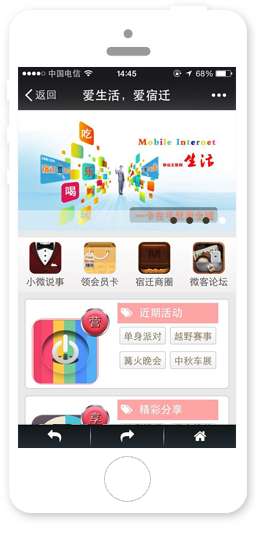 中国电信 14:45 68%
返回 爱生活，爱宿迁
Mobile Internet
生活
吃
乐
喝
小微说事 领会员卡 宿迁商圈 微客论坛
营
近期活动
单身派对 越野赛事
篝火晚会 中秋车展
享
精彩分享